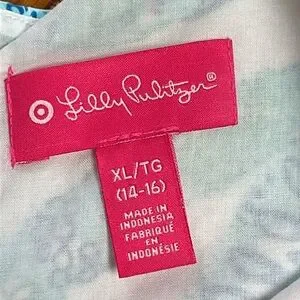 Lilly Pulitzer®
XL/TG
(14-16)
MADE IN
INDONESIA
FABRIQUÉ
EN
INDONÉSIE